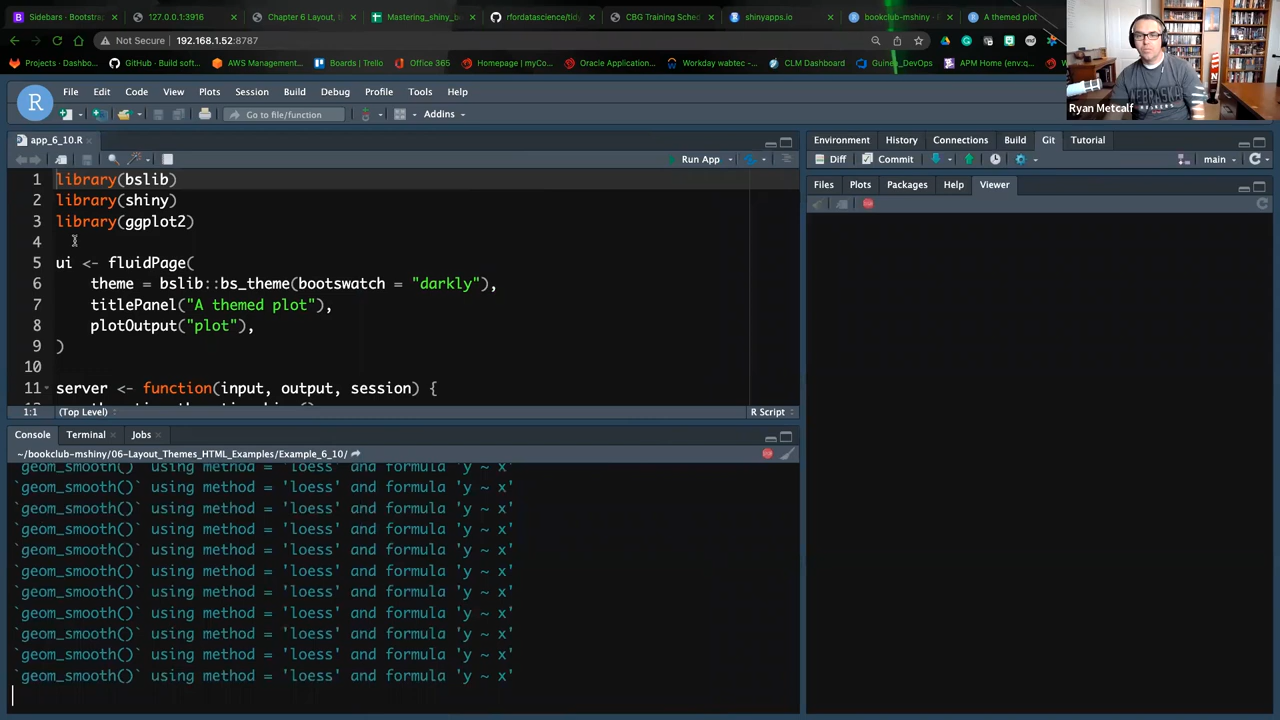 Sidebars - Bootstra
127.0.0.1:3916
Chapter 6 Layout, th
Mastering_shiny_bo
rfordatascience/tidy
CBG Training Sche
shinyapps.io
bookclub-mshiny /
A themed plot
Not Secure
192.168.1.52:8787
Projects - Dashbo...
GitHub - Build soft...
AWS Management...
Boards | Trello
Office 365
Homepage | myCo...
Oracle Application...
Workday wabtec -...
CLM Dashboard
Guinea_DevOps
APM Home (env:q...
Ryan Metcalf
R
File
Edit
Code
View
Plots
Session
Build
Debug
Profile
Tools
Help
Go to file/function
Addins
app_6_10.R
Run App
1 library(bslib)
2 library(shiny)
3 library(ggplot2)
4
5 ui <- fluidPage(
6 theme = bslib::bs_theme(bootswatch = "darkly"),
7 titlePanel("A themed plot"),
8 plotOutput("plot"),
9 )
10
11 server <- function(input, output, session) {
1:1
(Top Level)
R Script
Console
Terminal
Jobs
~/bookclub-mshiny/06-Layout_Themes_HTML_Examples/Example_6_10/
`geom_smooth()` using method = 'loess' and formula 'y ~ x'
`geom_smooth()` using method = 'loess' and formula 'y ~ x'
`geom_smooth()` using method = 'loess' and formula 'y ~ x'
`geom_smooth()` using method = 'loess' and formula 'y ~ x'
`geom_smooth()` using method = 'loess' and formula 'y ~ x'
`geom_smooth()` using method = 'loess' and formula 'y ~ x'
`geom_smooth()` using method = 'loess' and formula 'y ~ x'
`geom_smooth()` using method = 'loess' and formula 'y ~ x'
`geom_smooth()` using method = 'loess' and formula 'y ~ x'
`geom_smooth()` using method = 'loess' and formula 'y ~ x'
`geom_smooth()` using method = 'loess' and formula 'y ~ x'
Environment
History
Connections
Build
Git
Tutorial
Diff
Commit
main
Files
Plots
Packages
Help
Viewer